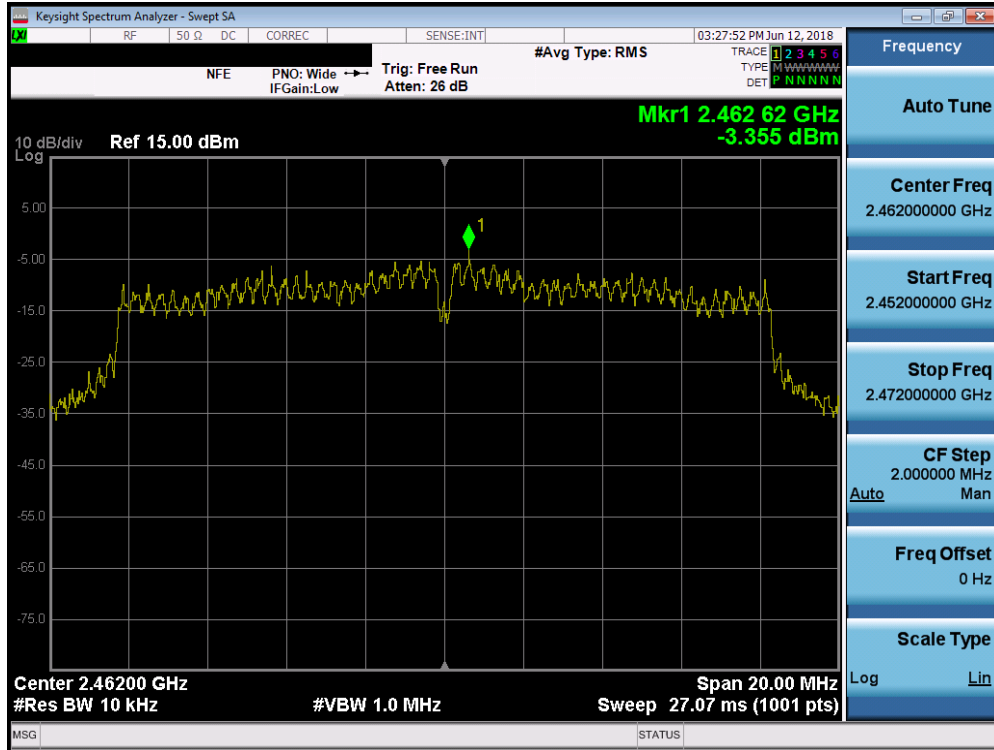 Keysight Spectrum Analyzer - Swept SA
LXI RF 50 Ω DC CORREC SENSE:INT 03:27:52 PM Jun 12, 2018
#Avg Type: RMS TRACE 1 2 3 4 5 6
NFE PNO: Wide Trig: Free Run TYPE M W W W W W
IFGain:Low Atten: 26 dB DET P N N N N N
Mkr1 2.462 62 GHz
-3.355 dBm
10 dB/div Ref 15.00 dBm
Log
5.00
1
-5.00
-15.0
-25.0
-35.0
-45.0
-55.0
-65.0
-75.0
Center 2.46200 GHz Span 20.00 MHz
#Res BW 10 kHz #VBW 1.0 MHz Sweep 27.07 ms (1001 pts)
MSG STATUS
Frequency
Auto Tune
Center Freq
2.462000000 GHz
Start Freq
2.452000000 GHz
Stop Freq
2.472000000 GHz
CF Step
2.000000 MHz
Auto Man
Freq Offset
0 Hz
Scale Type
Log Lin